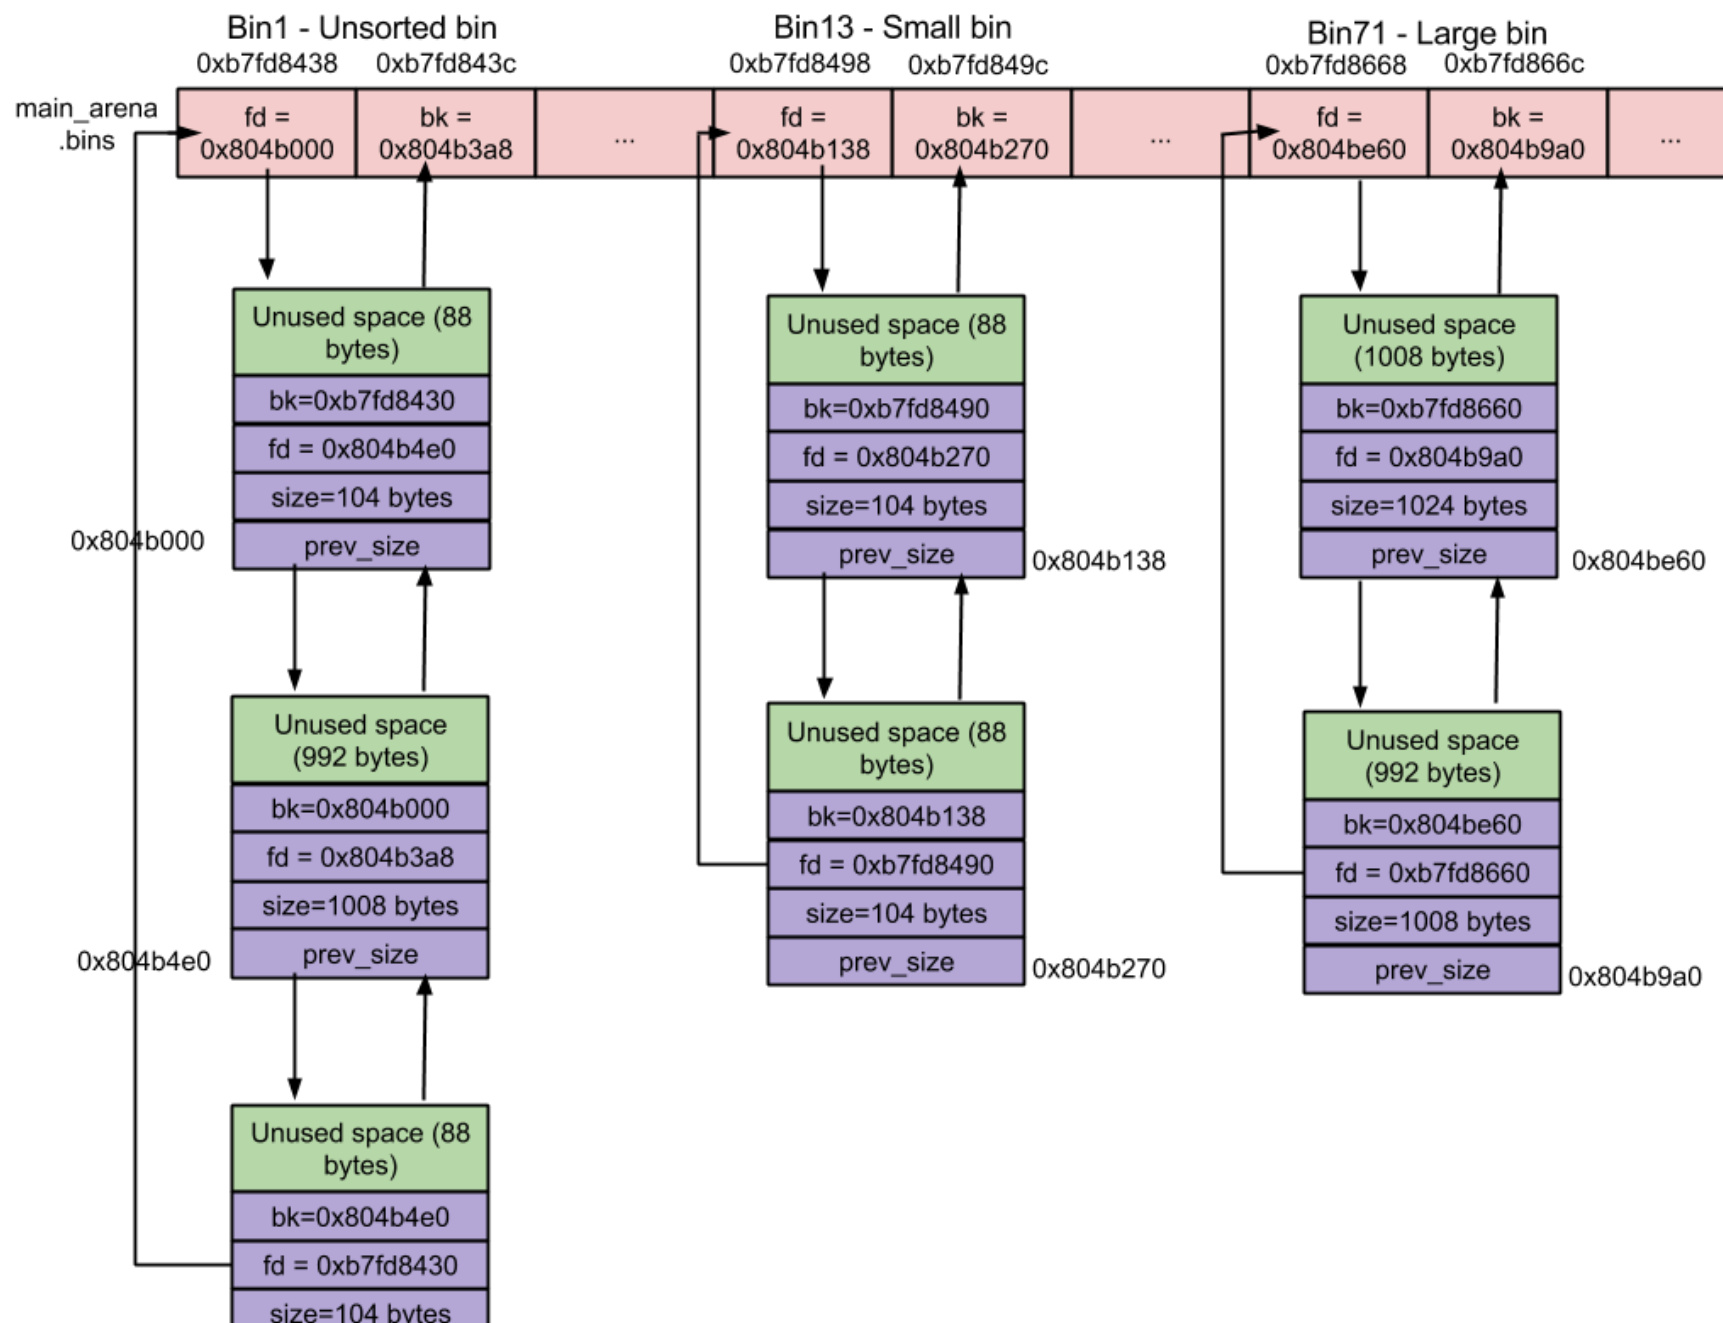 Bin1 - Unsorted bin
0xb7fd8438
0xb7fd843c
Bin13 - Small bin
0xb7fd8498
0xb7fd849c
Bin71 - Large bin
0xb7fd8668
0xb7fd866c
main_arena
.bins
fd =
0x804b000
bk =
0x804b3a8
...
fd =
0x804b138
bk =
0x804b270
...
fd =
0x804be60
bk =
0x804b9a0
...
Unused space (88
bytes)
bk=0xb7fd8430
fd = 0x804b4e0
size=104 bytes
prev_size
0x804b000
Unused space
(992 bytes)
bk=0x804b000
fd = 0x804b3a8
size=1008 bytes
prev_size
0x804b4e0
Unused space (88
bytes)
bk=0x804b4e0
fd = 0xb7fd8430
size=104 bytes
Unused space (88
bytes)
bk=0xb7fd8490
fd = 0x804b270
size=104 bytes
prev_size
0x804b138
Unused space (88
bytes)
bk=0x804b138
fd = 0xb7fd8490
size=104 bytes
prev_size
0x804b270
Unused space
(1008 bytes)
bk=0xb7fd8660
fd = 0x804b9a0
size=1024 bytes
prev_size
0x804be60
Unused space
(992 bytes)
bk=0x804be60
fd = 0xb7fd8660
size=1008 bytes
prev_size
0x804b9a0